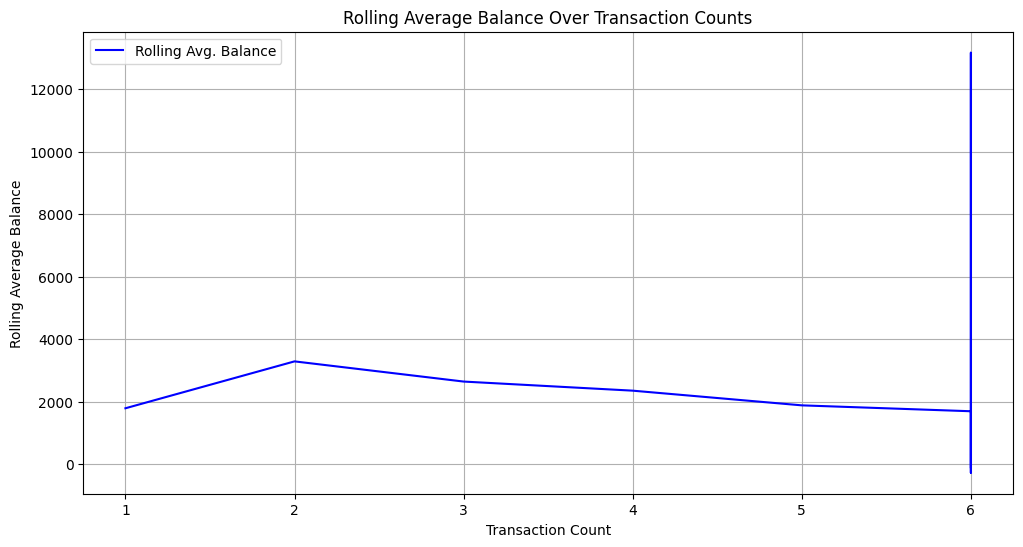 Rolling Average Balance Over Transaction Counts
Rolling Avg. Balance
Rolling Average Balance
12000
10000
8000
6000
4000
2000
0
1 2 3 4 5 6
Transaction Count